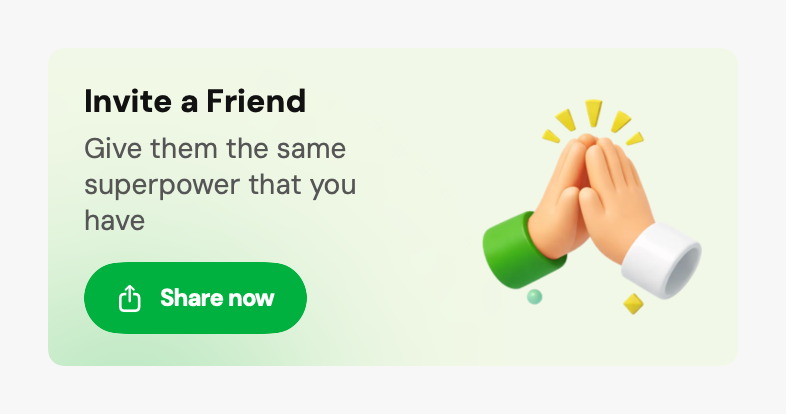 Invite a Friend
Give them the same
superpower that you
have
Share now